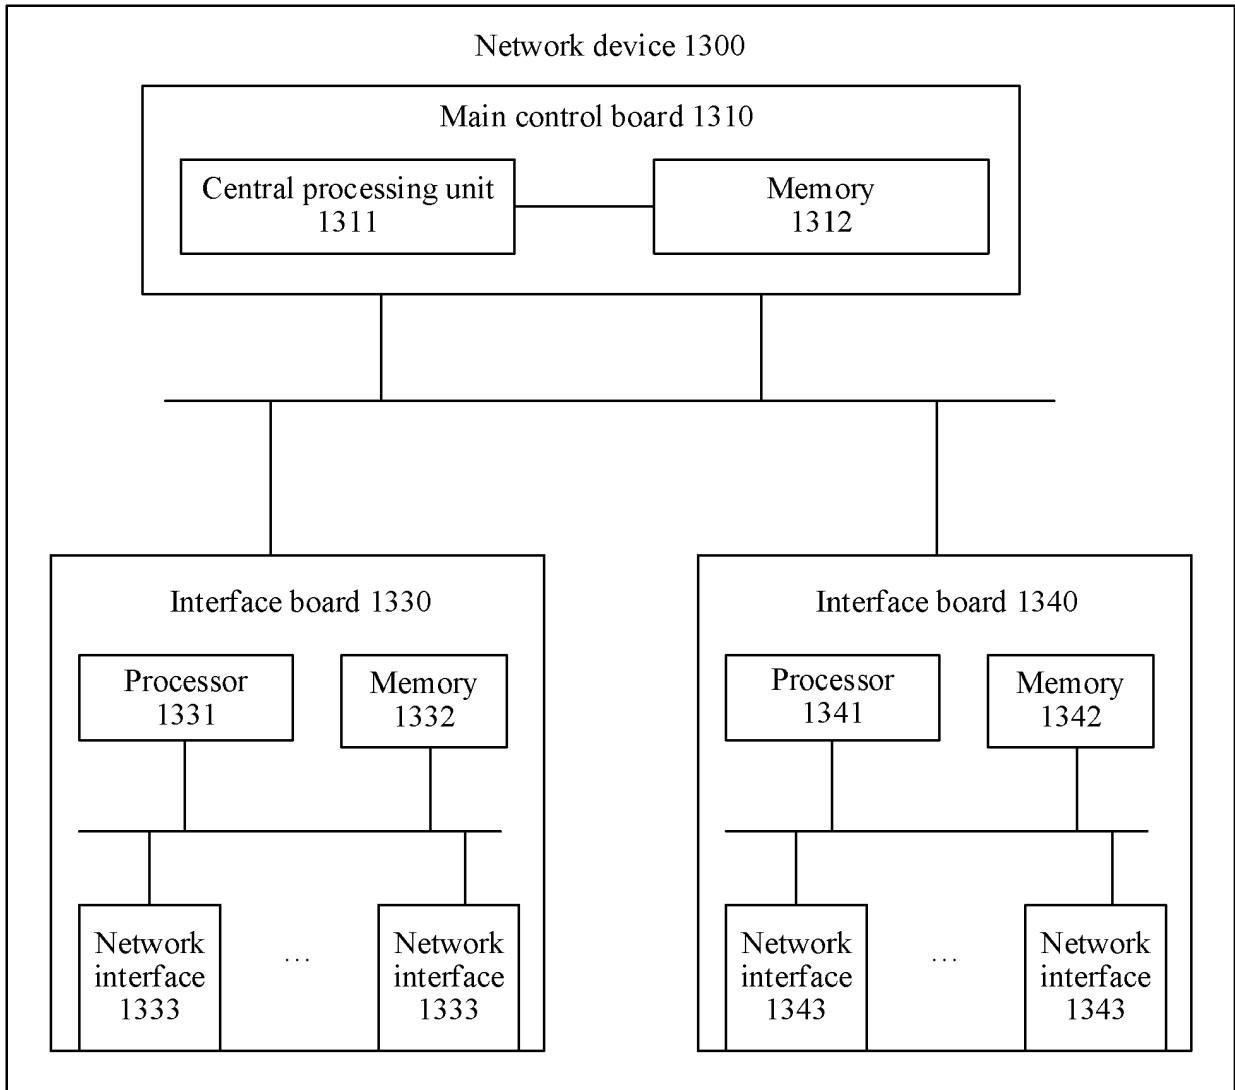 Network device 1300
Main control board 1310
Central processing unit
1311
Memory
1312
Interface board 1330
Processor
1331
Memory
1332
Network
interface
1333
...
Network
interface
1333
Interface board 1340
Processor
1341
Memory
1342
Network
interface
1343
...
Network
interface
1343